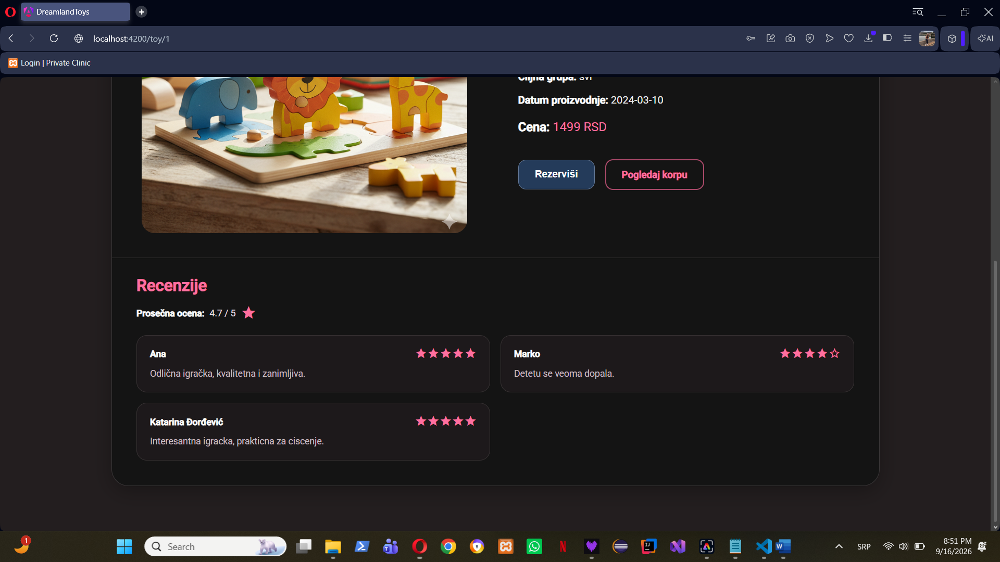 DreamlandToys
localhost:4200/toy/1
AI
Login | Private Clinic
Ciljna grupa: svi
Datum proizvodnje: 2024-03-10
Cena: 1499 RSD
Rezerviši
Pogledaj korpu
Recenzije
Prosečna ocena: 4.7 / 5
Ana
Odlična igračka, kvalitetna i zanimljiva.
Marko
Detetu se veoma dopala.
Katarina Đorđević
Interesantna igracka, prakticna za ciscenje.
1
Search
SRP
8:51 PM
9/16/2026